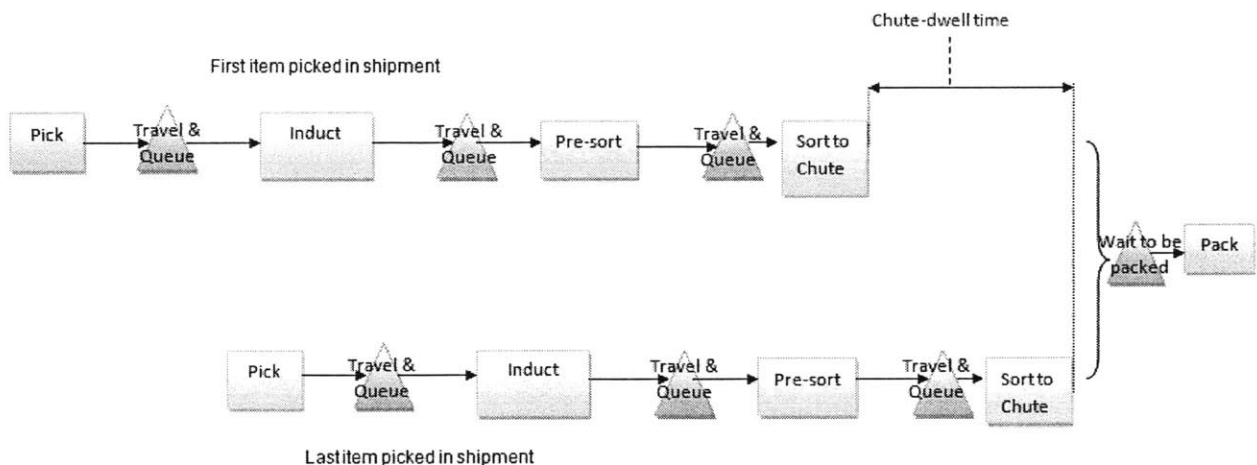 Chute-dwell time
First item picked in shipment
Pick
Travel &
Queue
Induct
Travel &
Queue
Pre-sort
Travel &
Queue
Sort to
Chute
Wait to be
packed
Pack
Pick
Travel &
Queue
Induct
Travel &
Queue
Pre-sort
Travel &
Queue
Sort to
Chute
Last item picked in shipment